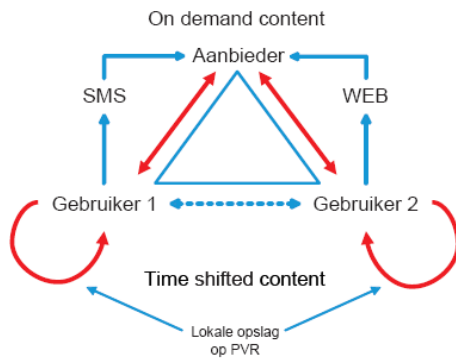 On demand content
Aanbieder
SMS
WEB
Gebruiker 1
Gebruiker 2
Time shifted content
Lokale opslag
op PVR